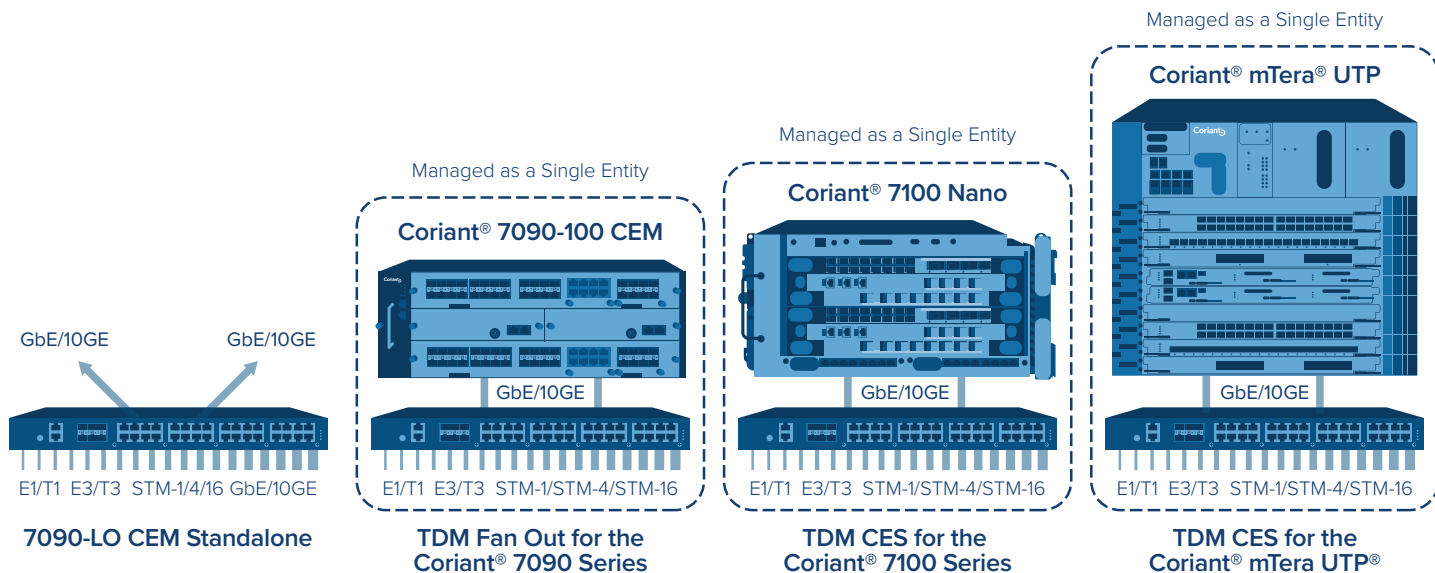 Managed as a Single Entity
Coriant® mTera® UTP
Coriant
Managed as a Single Entity
Coriant® 7100 Nano
Managed as a Single Entity
Coriant® 7090-100 CEM
Coriant
GbE/10GE
GbE/10GE
GbE/10GE
GbE/10GE
GbE/10GE
E1/T1 E3/T3 STM-1/4/16 GbE/10GE
E1/T1 E3/T3 STM-1/STM-4/STM-16
E1/T1 E3/T3 STM-1/STM-4/STM-16
E1/T1 E3/T3 STM-1/STM-4/STM-16
7090-LO CEM Standalone
TDM Fan Out for the
Coriant® 7090 Series
TDM CES for the
Coriant® 7100 Series
TDM CES for the
Coriant® mTera UTP®